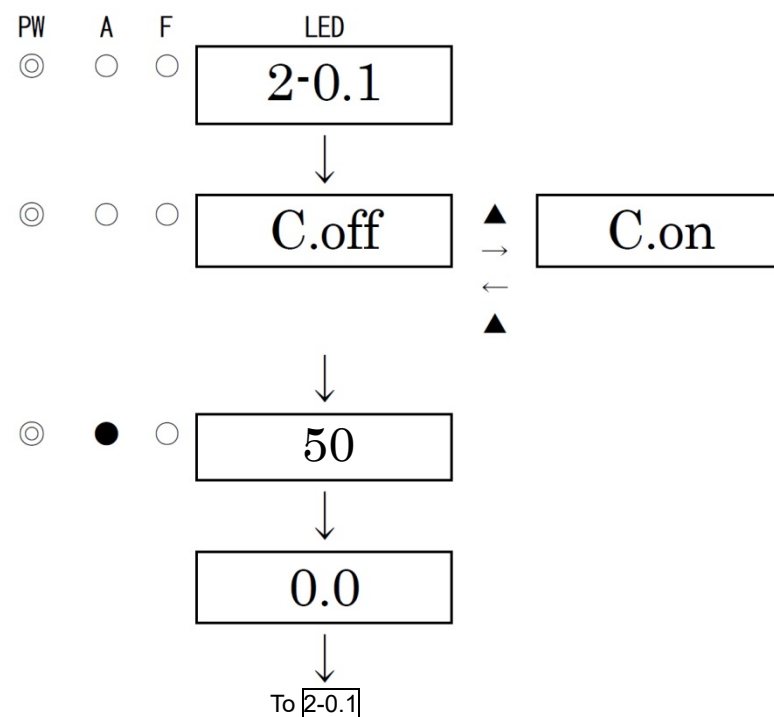 PW A F LED
2-0.1
C.off ▲ → ← ▲ C.on
50
0.0
To 2-0.1